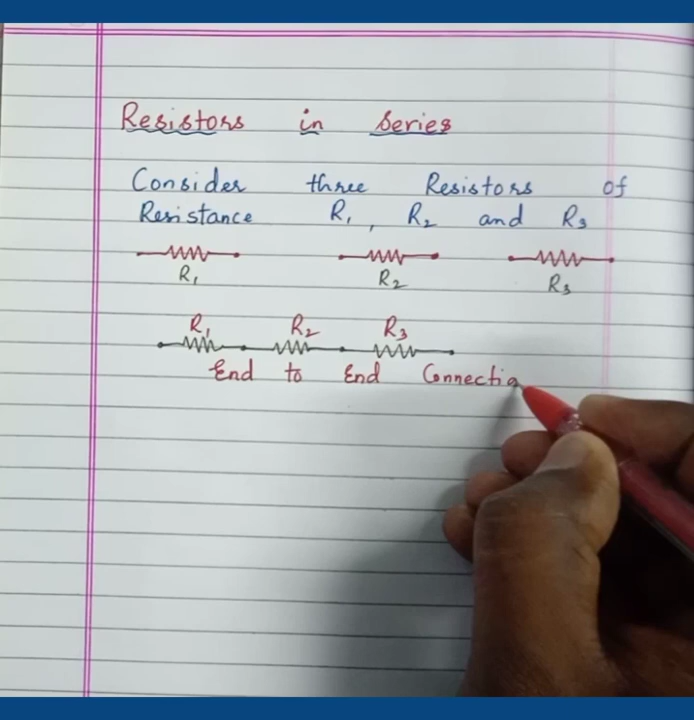 Resistors in Series
Consider three Resistors of
Resistance R₁, R₂ and R₃
R₁ R₂ R₃
R₁ R₂ R₃
End to End Connectio